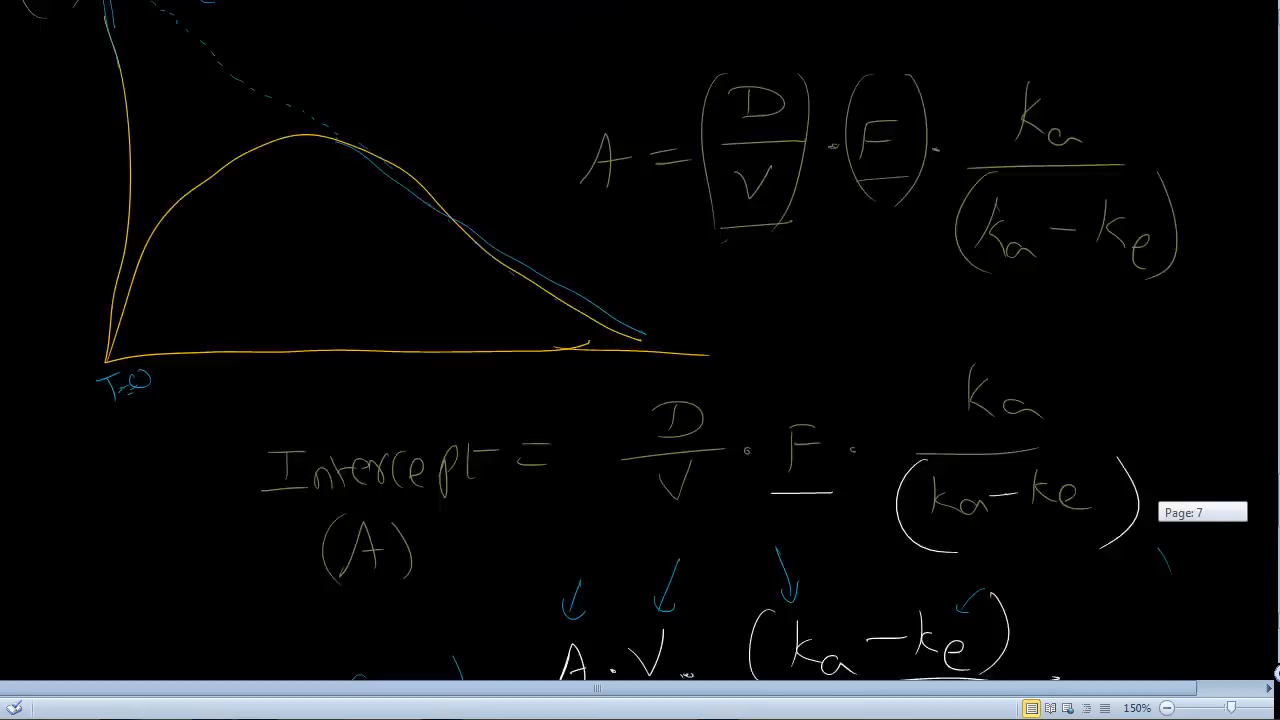 A = (D/V) · (F) · ka/(ka - ke)
T=0
Intercept = D/V · F · ka/(ka - ke)
(A)
Page: 7
A · V · (ka - ke)
150%